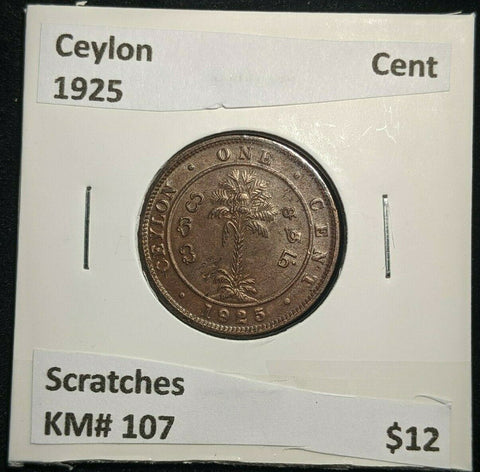 Ceylon
Cent
1925
CEYLON · ONE · CENT ·
· 1925 ·
Scratches
KM# 107
$12